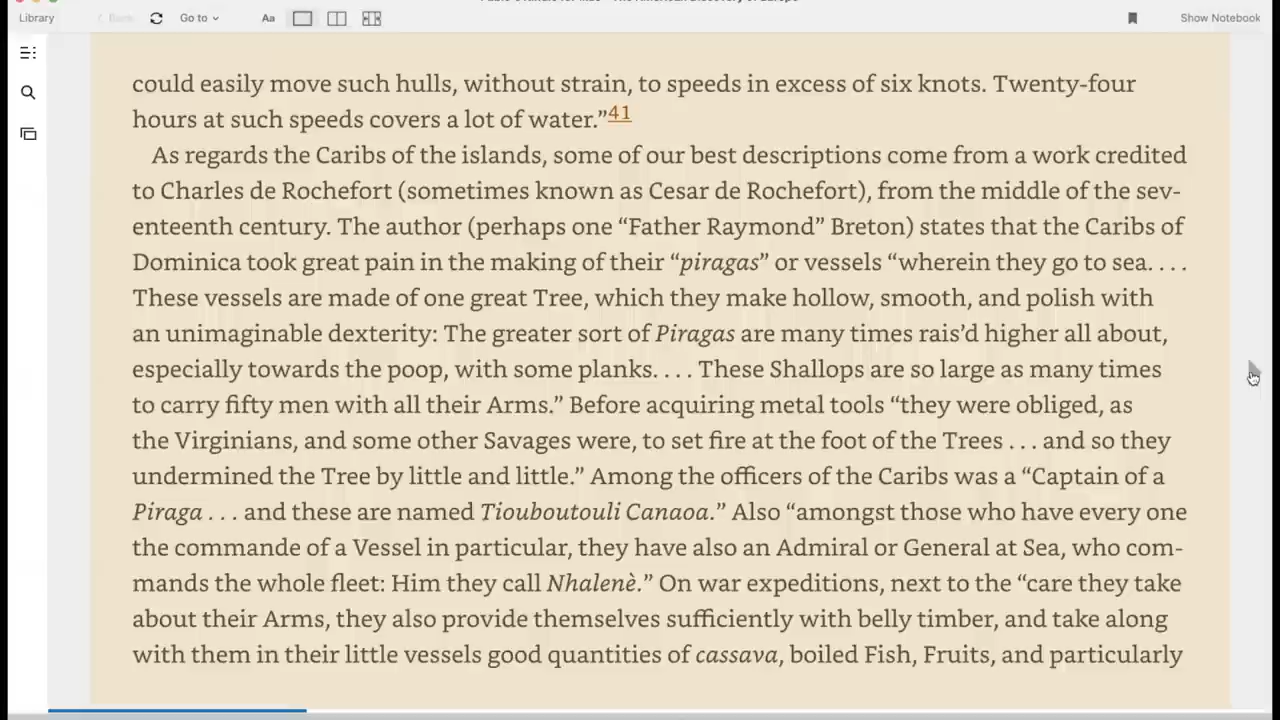 Library
Back
Go to
Aa
Show Notebook
could easily move such hulls, without strain, to speeds in excess of six knots. Twenty-four
hours at such speeds covers a lot of water.”41
As regards the Caribs of the islands, some of our best descriptions come from a work credited
to Charles de Rochefort (sometimes known as Cesar de Rochefort), from the middle of the sev-
enteenth century. The author (perhaps one “Father Raymond” Breton) states that the Caribs of
Dominica took great pain in the making of their “piragas” or vessels “wherein they go to sea. . . .
These vessels are made of one great Tree, which they make hollow, smooth, and polish with
an unimaginable dexterity: The greater sort of Piragas are many times rais’d higher all about,
especially towards the poop, with some planks. . . . These Shallops are so large as many times
to carry fifty men with all their Arms.” Before acquiring metal tools “they were obliged, as
the Virginians, and some other Savages were, to set fire at the foot of the Trees . . . and so they
undermined the Tree by little and little.” Among the officers of the Caribs was a “Captain of a
Piraga . . . and these are named Tiouboutouli Canaoa.” Also “amongst those who have every one
the commande of a Vessel in particular, they have also an Admiral or General at Sea, who com-
mands the whole fleet: Him they call Nhalenè.” On war expeditions, next to the “care they take
about their Arms, they also provide themselves sufficiently with belly timber, and take along
with them in their little vessels good quantities of cassava, boiled Fish, Fruits, and particularly